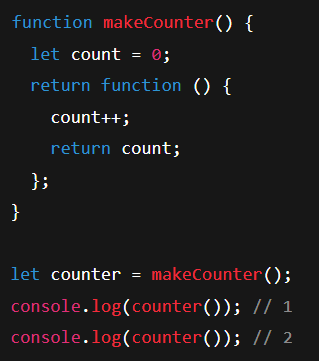 function makeCounter() {
  let count = 0;
  return function () {
    count++;
    return count;
  };
}

let counter = makeCounter();
console.log(counter()); // 1
console.log(counter()); // 2